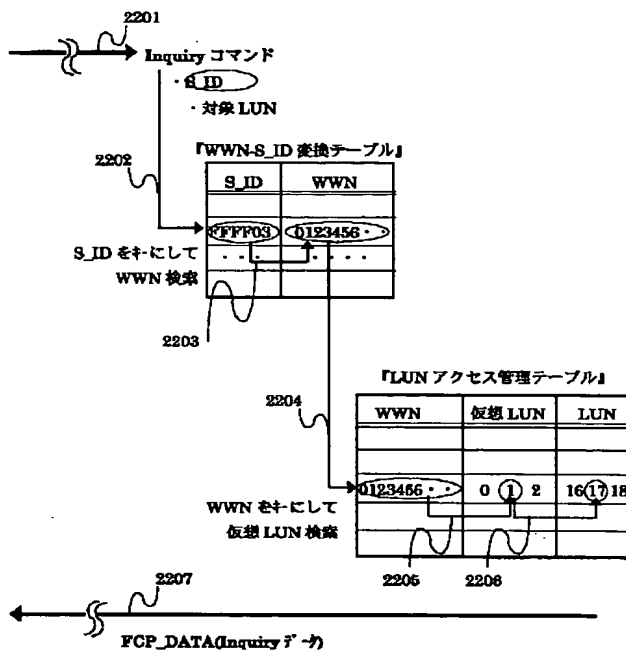 2201
Inquiry コマンド
・S_ID
・対象 LUN
2202
『WWN-S_ID 変換テーブル』
S_ID WWN
FFFF03 0123456・
S_ID をキーにして
・・・ ・・・・
WWN 検索
2203
『LUN アクセス管理テーブル』
2204
WWN 仮想 LUN LUN
0123456・・ 0 1 2 16 17 18
WWN をキーにして
仮想 LUN 検索
2205 2206
2207
FCP_DATA(Inquiry データ)